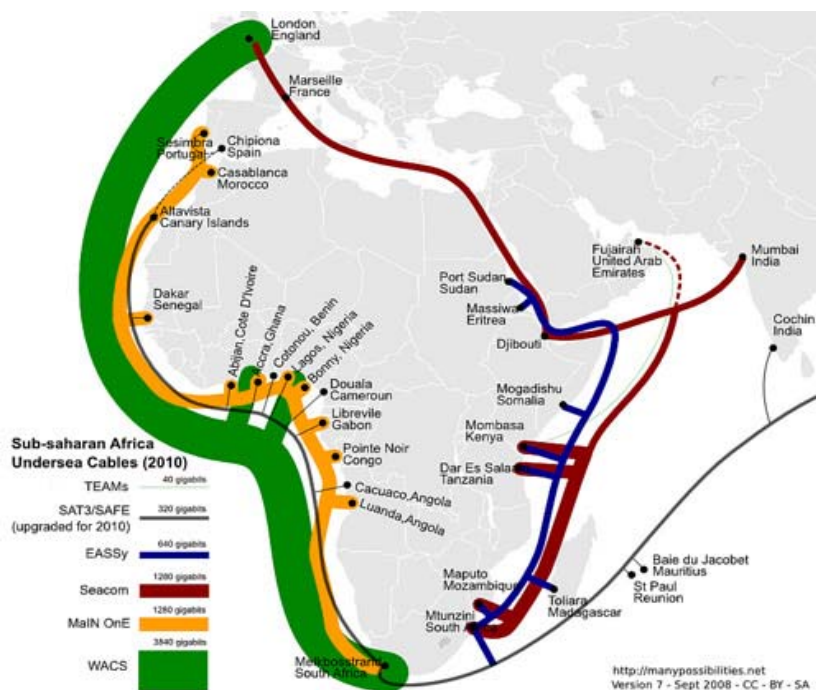 London
England
Marseille
France
Sesimbra
Portugal
Chipiona
Spain
Casablanca
Morocco
Altavista
Canary Islands
Fujairah
United Arab
Emirates
Mumbai
India
Port Sudan
Sudan
Massiwa
Eritrea
Dakar
Senegal
Abijan,Cote D'Ivoire
Accra,Ghana
Cotonou, Benin
Lagos, Nigeria
Bonny, Nigeria
Djibouti
Cochin
India
Douala
Cameroun
Mogadishu
Somalia
Librevile
Gabon
Mombasa
Kenya
Pointe Noir
Congo
Dar Es Salaa
Tanzania
Cacuaco,Angola
Luanda,Angola
Sub-saharan Africa
Undersea Cables (2010)
TEAMs
40 gigabits
SAT3/SAFE
(upgraded for 2010)
320 gigabits
EASSy
640 gigabits
Seacom
1280 gigabits
MaIN OnE
1280 gigabits
WACS
3840 gigabits
Baie du Jacobet
Mauritius
St Paul
Reunion
Maputo
Mozambique
Toliara
Madagascar
Mtunzini
South Africa
Melkbosstrand
South Africa
http://manypossibilities.net
Version 7 - Sept 2008 - CC - BY - SA